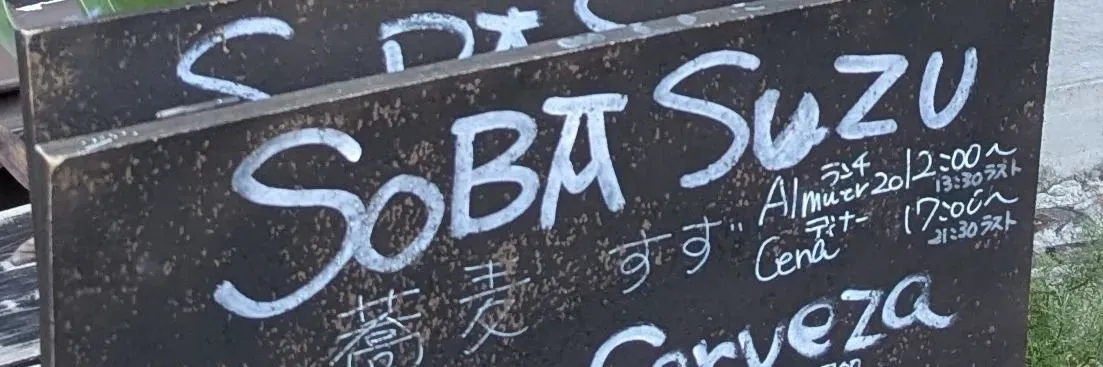 SOBA SUZU
ランチ
Almuerzo 12:00～
13:30ラスト
ディナー 17:00～
Cena 21:30ラスト
蕎麦 すず
Cerveza